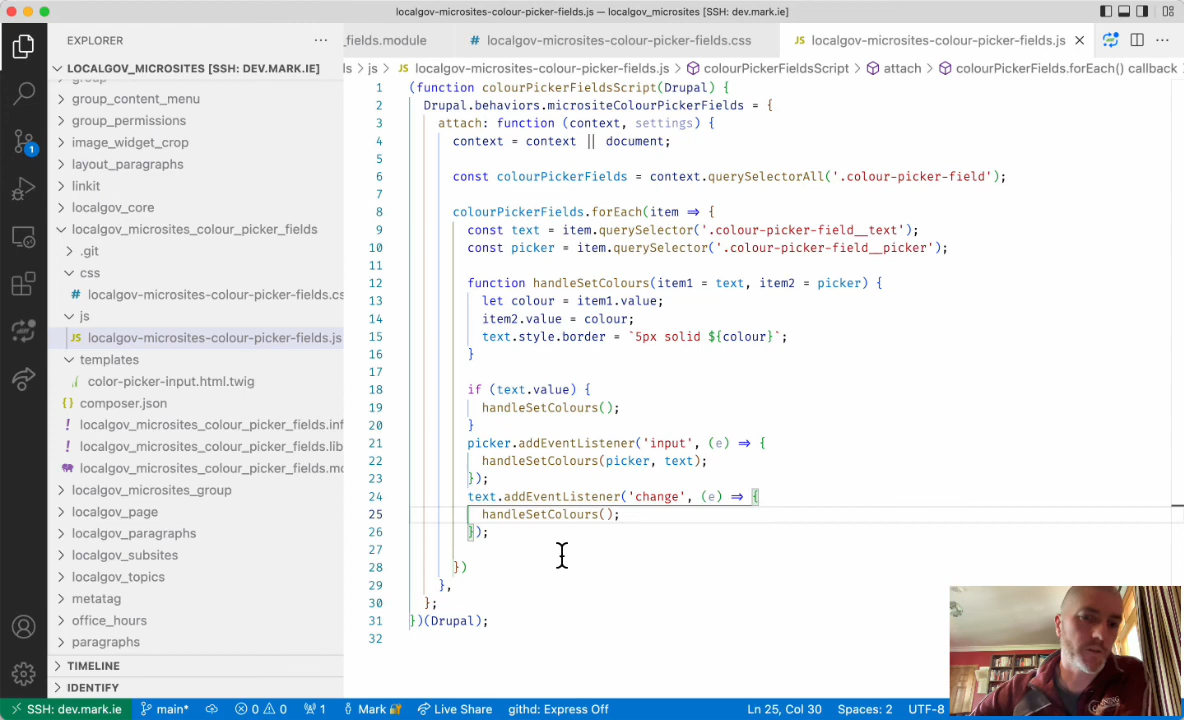 localgov-microsites-colour-picker-fields.js — localgov_microsites [SSH: dev.mark.ie]
EXPLORER
_fields.module
# localgov-microsites-colour-picker-fields.css
JS localgov-microsites-colour-picker-fields.js
LOCALGOV_MICROSITES [SSH: DEV.MARK.IE]
ls > js > JS localgov-microsites-colour-picker-fields.js > colourPickerFieldsScript > attach > colourPickerFields.forEach() callback
group_content_menu
group_permissions
image_widget_crop
layout_paragraphs
linkit
localgov_core
localgov_microsites_colour_picker_fields
.git
css
# localgov-microsites-colour-picker-fields.cs
js
JS localgov-microsites-colour-picker-fields.js
templates
color-picker-input.html.twig
{} composer.json
! localgov_microsites_colour_picker_fields.inf
! localgov_microsites_colour_picker_fields.lib
localgov_microsites_colour_picker_fields.mo
localgov_microsites_group
localgov_page
localgov_paragraphs
localgov_subsites
localgov_topics
metatag
office_hours
paragraphs
TIMELINE
IDENTIFY
1
1 (function colourPickerFieldsScript(Drupal) {
2 Drupal.behaviors.micrositeColourPickerFields = {
3 attach: function (context, settings) {
4 context = context || document;
5
6 const colourPickerFields = context.querySelectorAll('.colour-picker-field');
7
8 colourPickerFields.forEach(item => {
9 const text = item.querySelector('.colour-picker-field__text');
10 const picker = item.querySelector('.colour-picker-field__picker');
11
12 function handleSetColours(item1 = text, item2 = picker) {
13 let colour = item1.value;
14 item2.value = colour;
15 text.style.border = `5px solid ${colour}`;
16 }
17
18 if (text.value) {
19 handleSetColours();
20 }
21 picker.addEventListener('input', (e) => {
22 handleSetColours(picker, text);
23 });
24 text.addEventListener('change', (e) => {
25 handleSetColours();
26 });
27
28 })
29 },
30 };
31 })(Drupal);
32
SSH: dev.mark.ie main* 0 0 1 Mark Live Share githd: Express Off Ln 25, Col 30 Spaces: 2 UTF-8